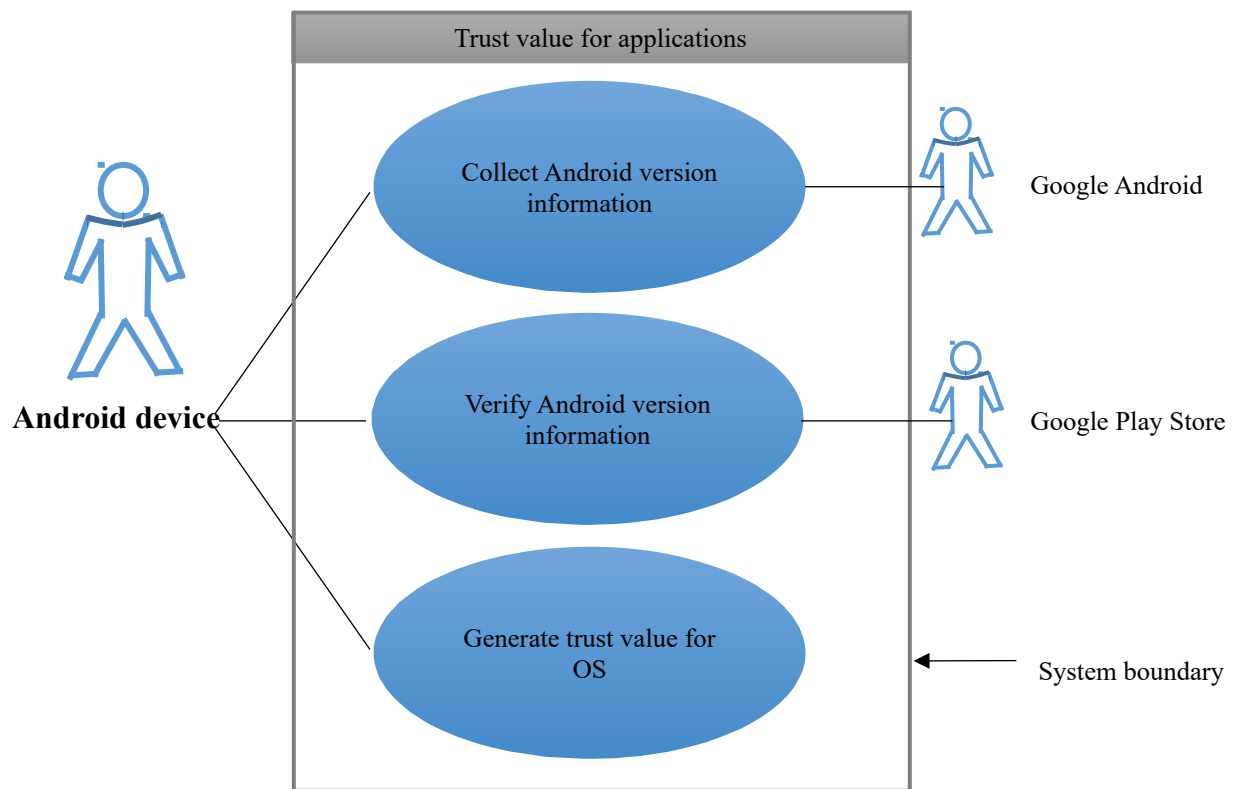 Trust value for applications
Collect Android version
information
Google Android
Android device
Verify Android version
information
Google Play Store
Generate trust value for
OS
System boundary